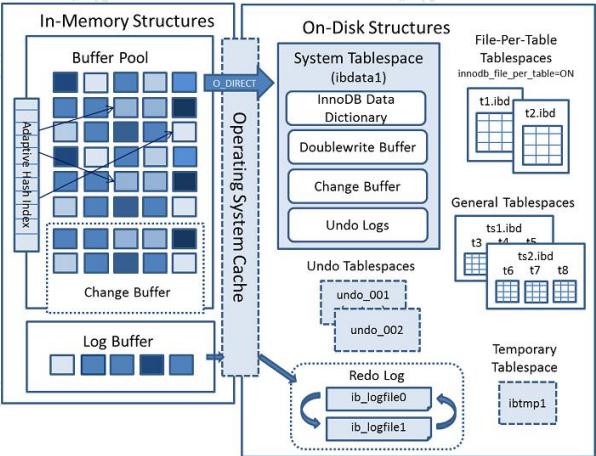 In-Memory Structures
Buffer Pool
Adaptive Hash Index
Change Buffer
Log Buffer
O_DIRECT
Operating System Cache
On-Disk Structures
System Tablespace
(ibdata1)
InnoDB Data
Dictionary
Doublewrite Buffer
Change Buffer
Undo Logs
File-Per-Table
Tablespaces
innodb_file_per_table=ON
t1.ibd
t2.ibd
General Tablespaces
ts1.ibd
t3 t4 t5
ts2.ibd
t6 t7 t8
Undo Tablespaces
undo_001
undo_002
Redo Log
ib_logfile0
ib_logfile1
Temporary
Tablespace
ibtmp1